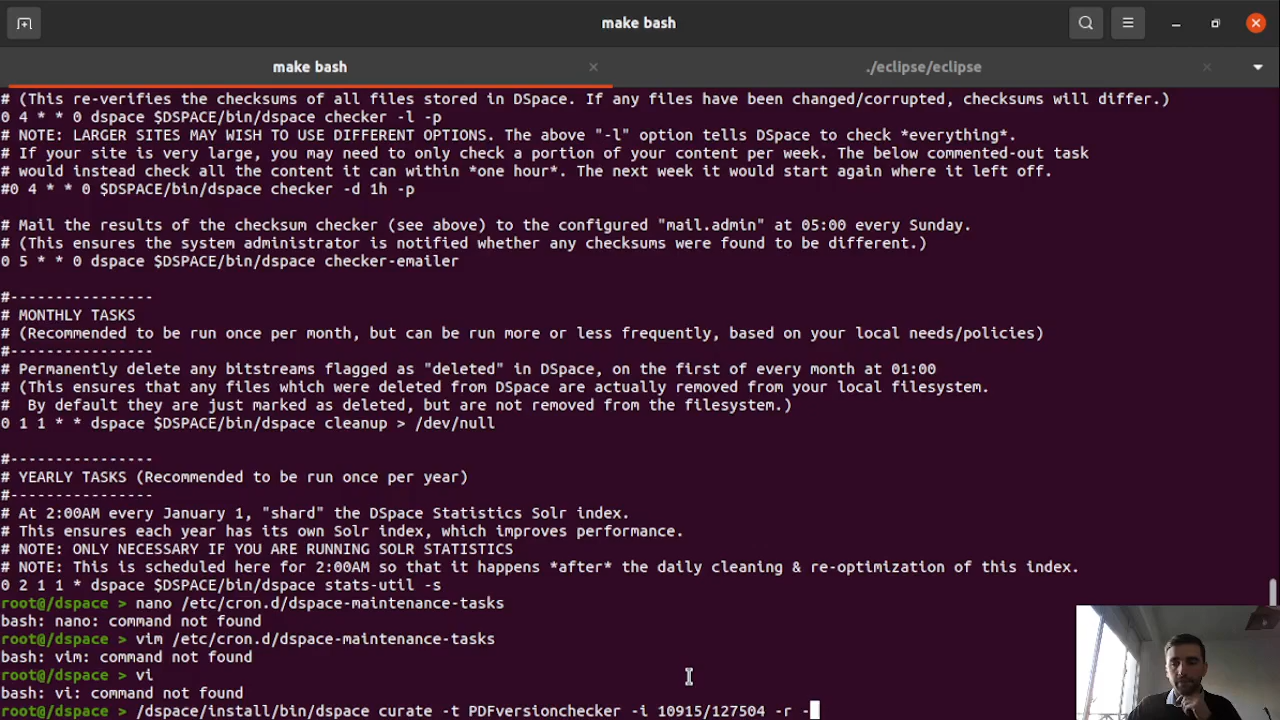 make bash
make bash
./eclipse/eclipse
# (This re-verifies the checksums of all files stored in DSpace. If any files have been changed/corrupted, checksums will differ.)
0 4 * * 0 dspace $DSPACE/bin/dspace checker -l -p
# NOTE: LARGER SITES MAY WISH TO USE DIFFERENT OPTIONS. The above "-l" option tells DSpace to check *everything*.
# If your site is very large, you may need to only check a portion of your content per week. The below commented-out task
# would instead check all the content it can within *one hour*. The next week it would start again where it left off.
#0 4 * * 0 $DSPACE/bin/dspace checker -d 1h -p
# Mail the results of the checksum checker (see above) to the configured "mail.admin" at 05:00 every Sunday.
# (This ensures the system administrator is notified whether any checksums were found to be different.)
0 5 * * 0 dspace $DSPACE/bin/dspace checker-emailer
#----------------
# MONTHLY TASKS
# (Recommended to be run once per month, but can be run more or less frequently, based on your local needs/policies)
#----------------
# Permanently delete any bitstreams flagged as "deleted" in DSpace, on the first of every month at 01:00
# (This ensures that any files which were deleted from DSpace are actually removed from your local filesystem.
#  By default they are just marked as deleted, but are not removed from the filesystem.)
0 1 1 * * dspace $DSPACE/bin/dspace cleanup > /dev/null
#----------------
# YEARLY TASKS (Recommended to be run once per year)
#----------------
# At 2:00AM every January 1, "shard" the DSpace Statistics Solr index.
# This ensures each year has its own Solr index, which improves performance.
# NOTE: ONLY NECESSARY IF YOU ARE RUNNING SOLR STATISTICS
# NOTE: This is scheduled here for 2:00AM so that it happens *after* the daily cleaning & re-optimization of this index.
0 2 1 1 * dspace $DSPACE/bin/dspace stats-util -s
root@/dspace > nano /etc/cron.d/dspace-maintenance-tasks
bash: nano: command not found
root@/dspace > vim /etc/cron.d/dspace-maintenance-tasks
bash: vim: command not found
root@/dspace > vi
bash: vi: command not found
root@/dspace > /dspace/install/bin/dspace curate -t PDFversionchecker -i 10915/127504 -r -